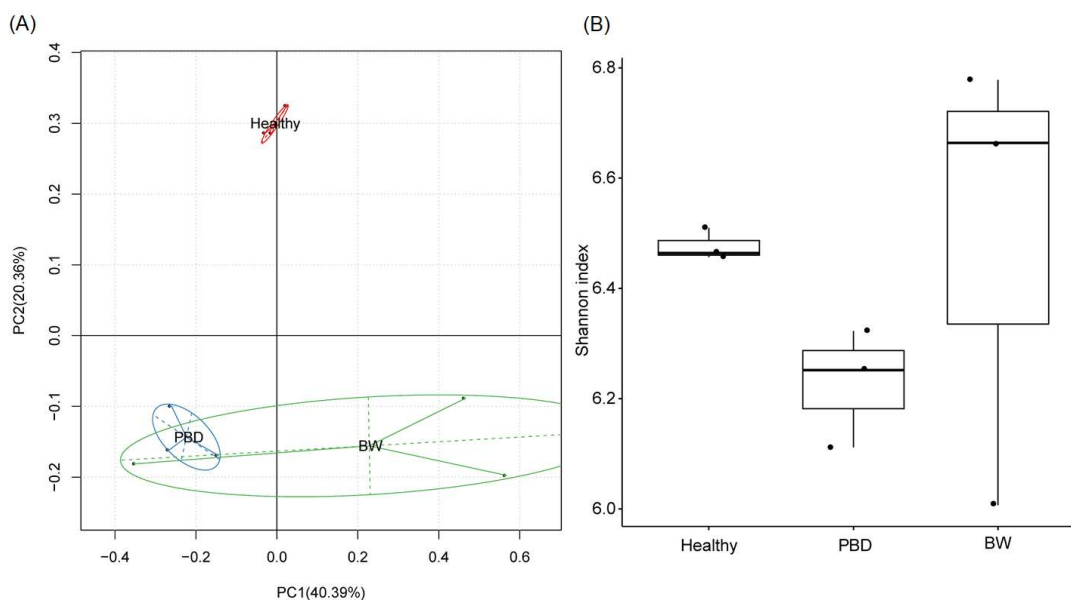 (A)
0.4
0.3
0.2
0.1
0.0
−0.1
−0.2
PC2(20.36%)
Healthy
PBD
BW
−0.4
−0.2
0.0
0.2
0.4
0.6
PC1(40.39%)
(B)
6.8
6.6
6.4
6.2
6.0
Shannon index
Healthy
PBD
BW